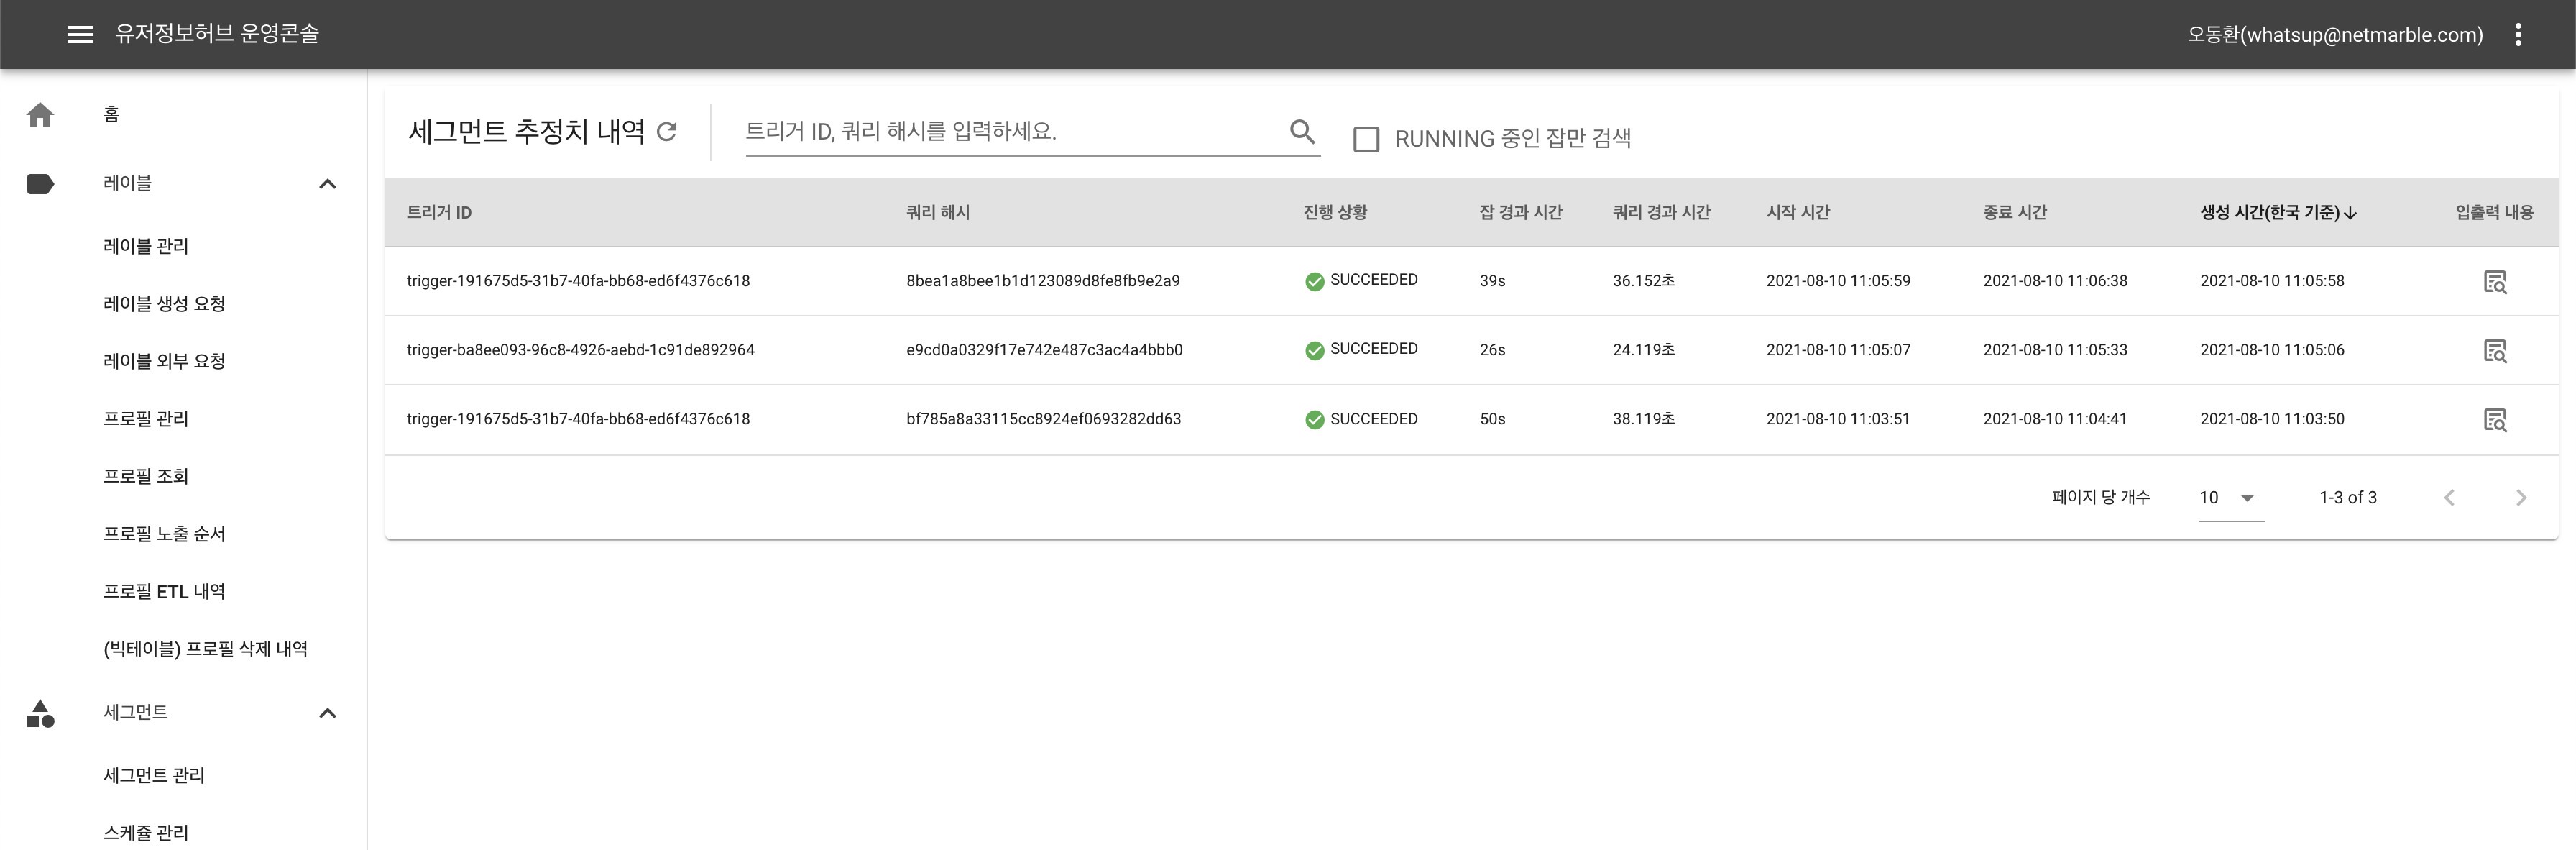 유저정보허브 운영콘솔
오동환(whatsup@netmarble.com)
홈
레이블
레이블 관리
레이블 생성 요청
레이블 외부 요청
프로필 관리
프로필 조회
프로필 노출 순서
프로필 ETL 내역
(빅테이블) 프로필 삭제 내역
세그먼트
세그먼트 관리
스케쥴 관리
세그먼트 추정치 내역
트리거 ID, 쿼리 해시를 입력하세요.
RUNNING 중인 잡만 검색
트리거 ID 쿼리 해시 진행 상황 잡 경과 시간 쿼리 경과 시간 시작 시간 종료 시간 생성 시간(한국 기준) 입출력 내용
trigger-191675d5-31b7-40fa-bb68-ed6f4376c618 8bea1a8bee1b1d123089d8fe8fb9e2a9 SUCCEEDED 39s 36.152초 2021-08-10 11:05:59 2021-08-10 11:06:38 2021-08-10 11:05:58
trigger-ba8ee093-96c8-4926-aebd-1c91de892964 e9cd0a0329f17e742e487c3ac4a4bbb0 SUCCEEDED 26s 24.119초 2021-08-10 11:05:07 2021-08-10 11:05:33 2021-08-10 11:05:06
trigger-191675d5-31b7-40fa-bb68-ed6f4376c618 bf785a8a33115cc8924ef0693282dd63 SUCCEEDED 50s 38.119초 2021-08-10 11:03:51 2021-08-10 11:04:41 2021-08-10 11:03:50
페이지 당 개수 10 1-3 of 3